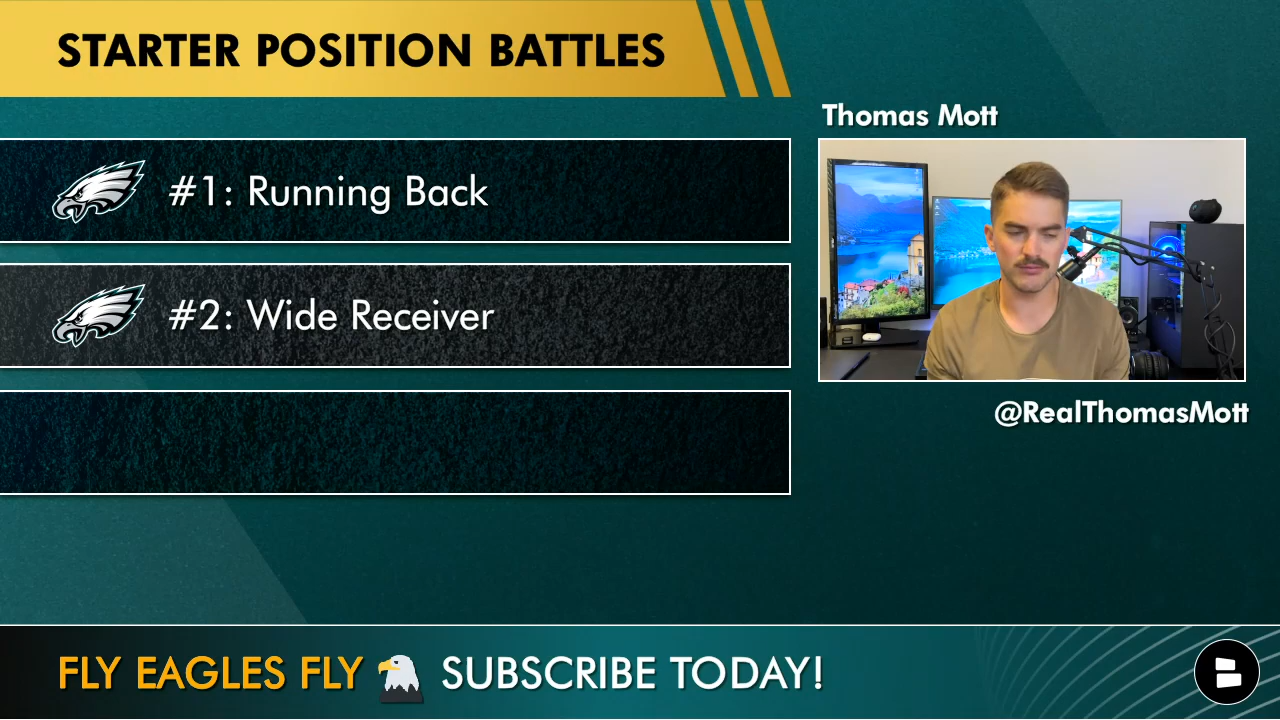 STARTER POSITION BATTLES
Thomas Mott
#1: Running Back
#2: Wide Receiver
@RealThomasMott
FLY EAGLES FLY 🦅 SUBSCRIBE TODAY!